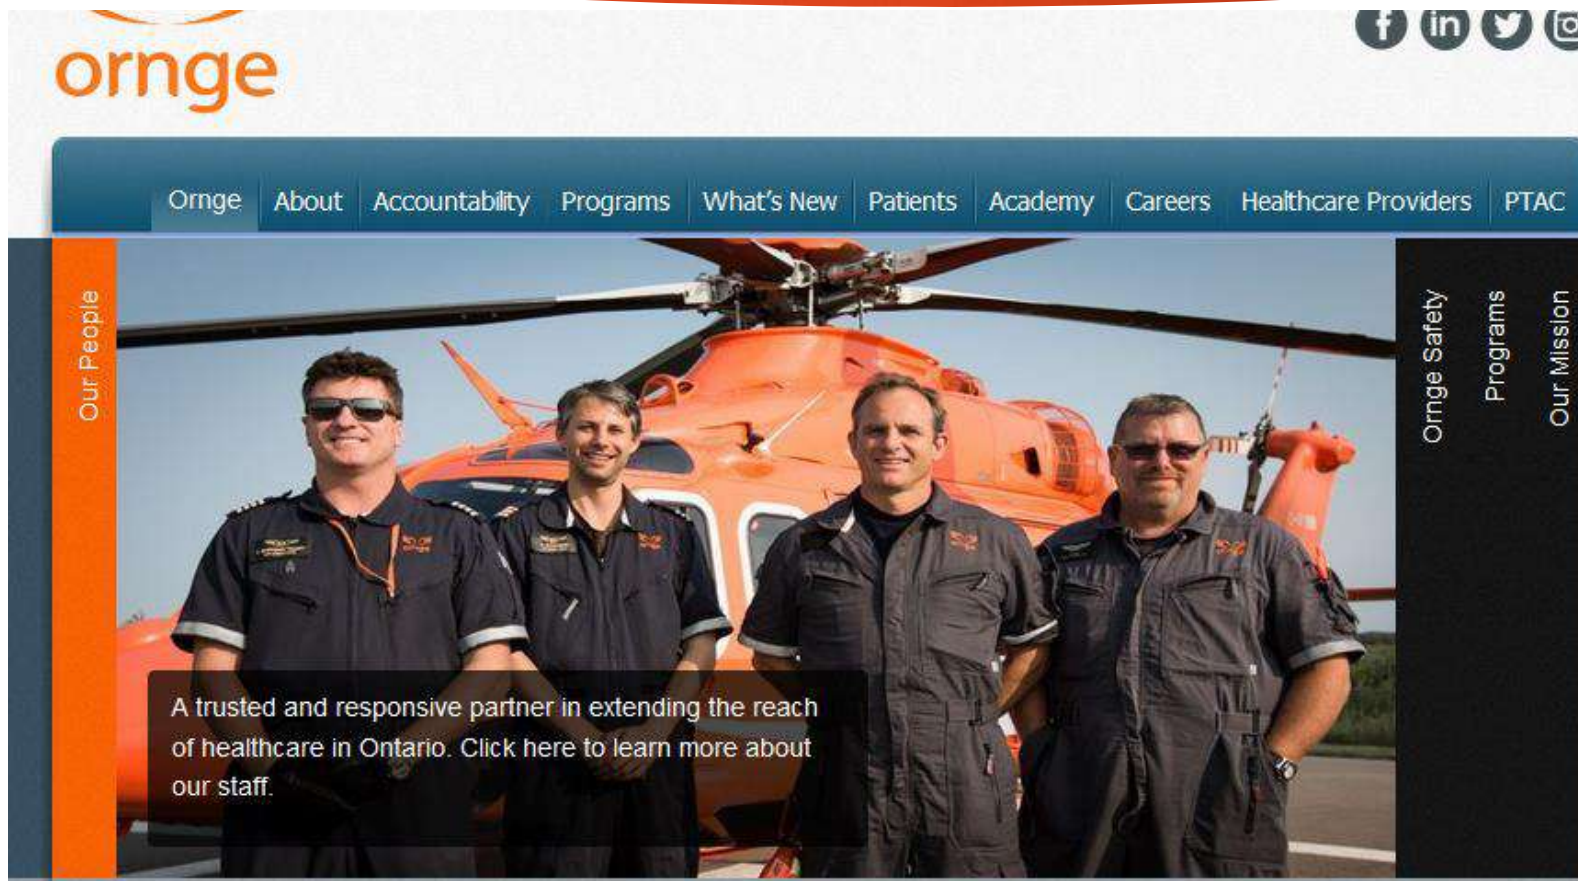 ornge
Ornge About Accountability Programs What's New Patients Academy Careers Healthcare Providers PTAC
Our People
A trusted and responsive partner in extending the reach
of healthcare in Ontario. Click here to learn more about
our staff.
ornge
ornge
Ornge Safety
Programs
Our Mission